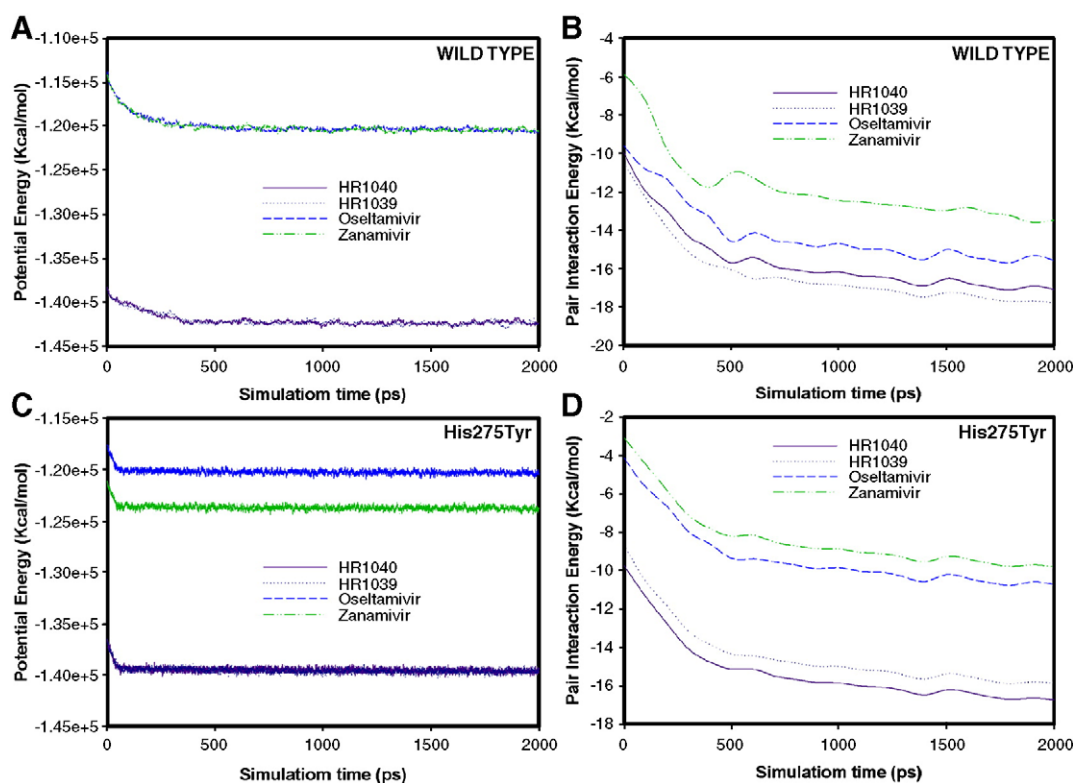 A
WILD TYPE
Potential Energy (Kcal/mol)
-1.10e+5
-1.15e+5
-1.20e+5
-1.25e+5
-1.30e+5
-1.35e+5
-1.40e+5
-1.45e+5
HR1040
HR1039
Oseltamivir
Zanamivir
0 500 1000 1500 2000
Simulatiom time (ps)
B
WILD TYPE
Pair Interaction Energy (Kcal/mol)
-4
-6
-8
-10
-12
-14
-16
-18
-20
HR1040
HR1039
Oseltamivir
Zanamivir
0 500 1000 1500 2000
Simulatiom time (ps)
C
His275Tyr
Potential Energy (Kcal/mol)
-1.15e+5
-1.20e+5
-1.25e+5
-1.30e+5
-1.35e+5
-1.40e+5
-1.45e+5
HR1040
HR1039
Oseltamivir
Zanamivir
0 500 1000 1500 2000
Simulatiom time (ps)
D
His275Tyr
Pair Interaction Energy (Kcal/mol)
-2
-4
-6
-8
-10
-12
-14
-16
-18
HR1040
HR1039
Oseltamivir
Zanamivir
0 500 1000 1500 2000
Simulatiom time (ps)